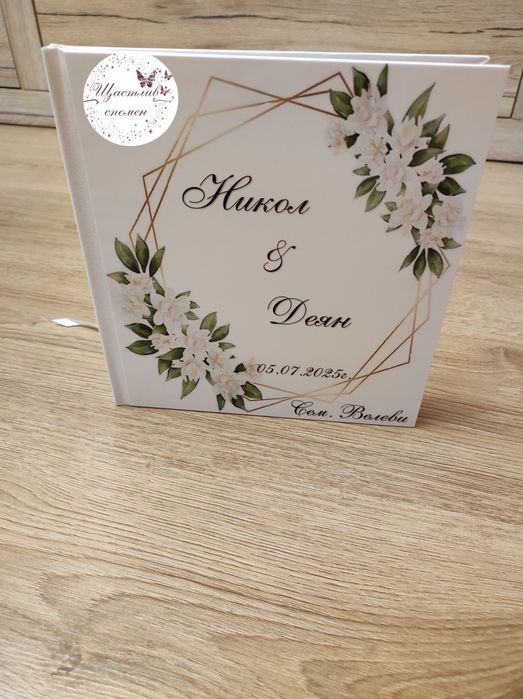 Щастлив
спомен
Никол
&
Деян
05.07.2025г.
Сем. Велеви